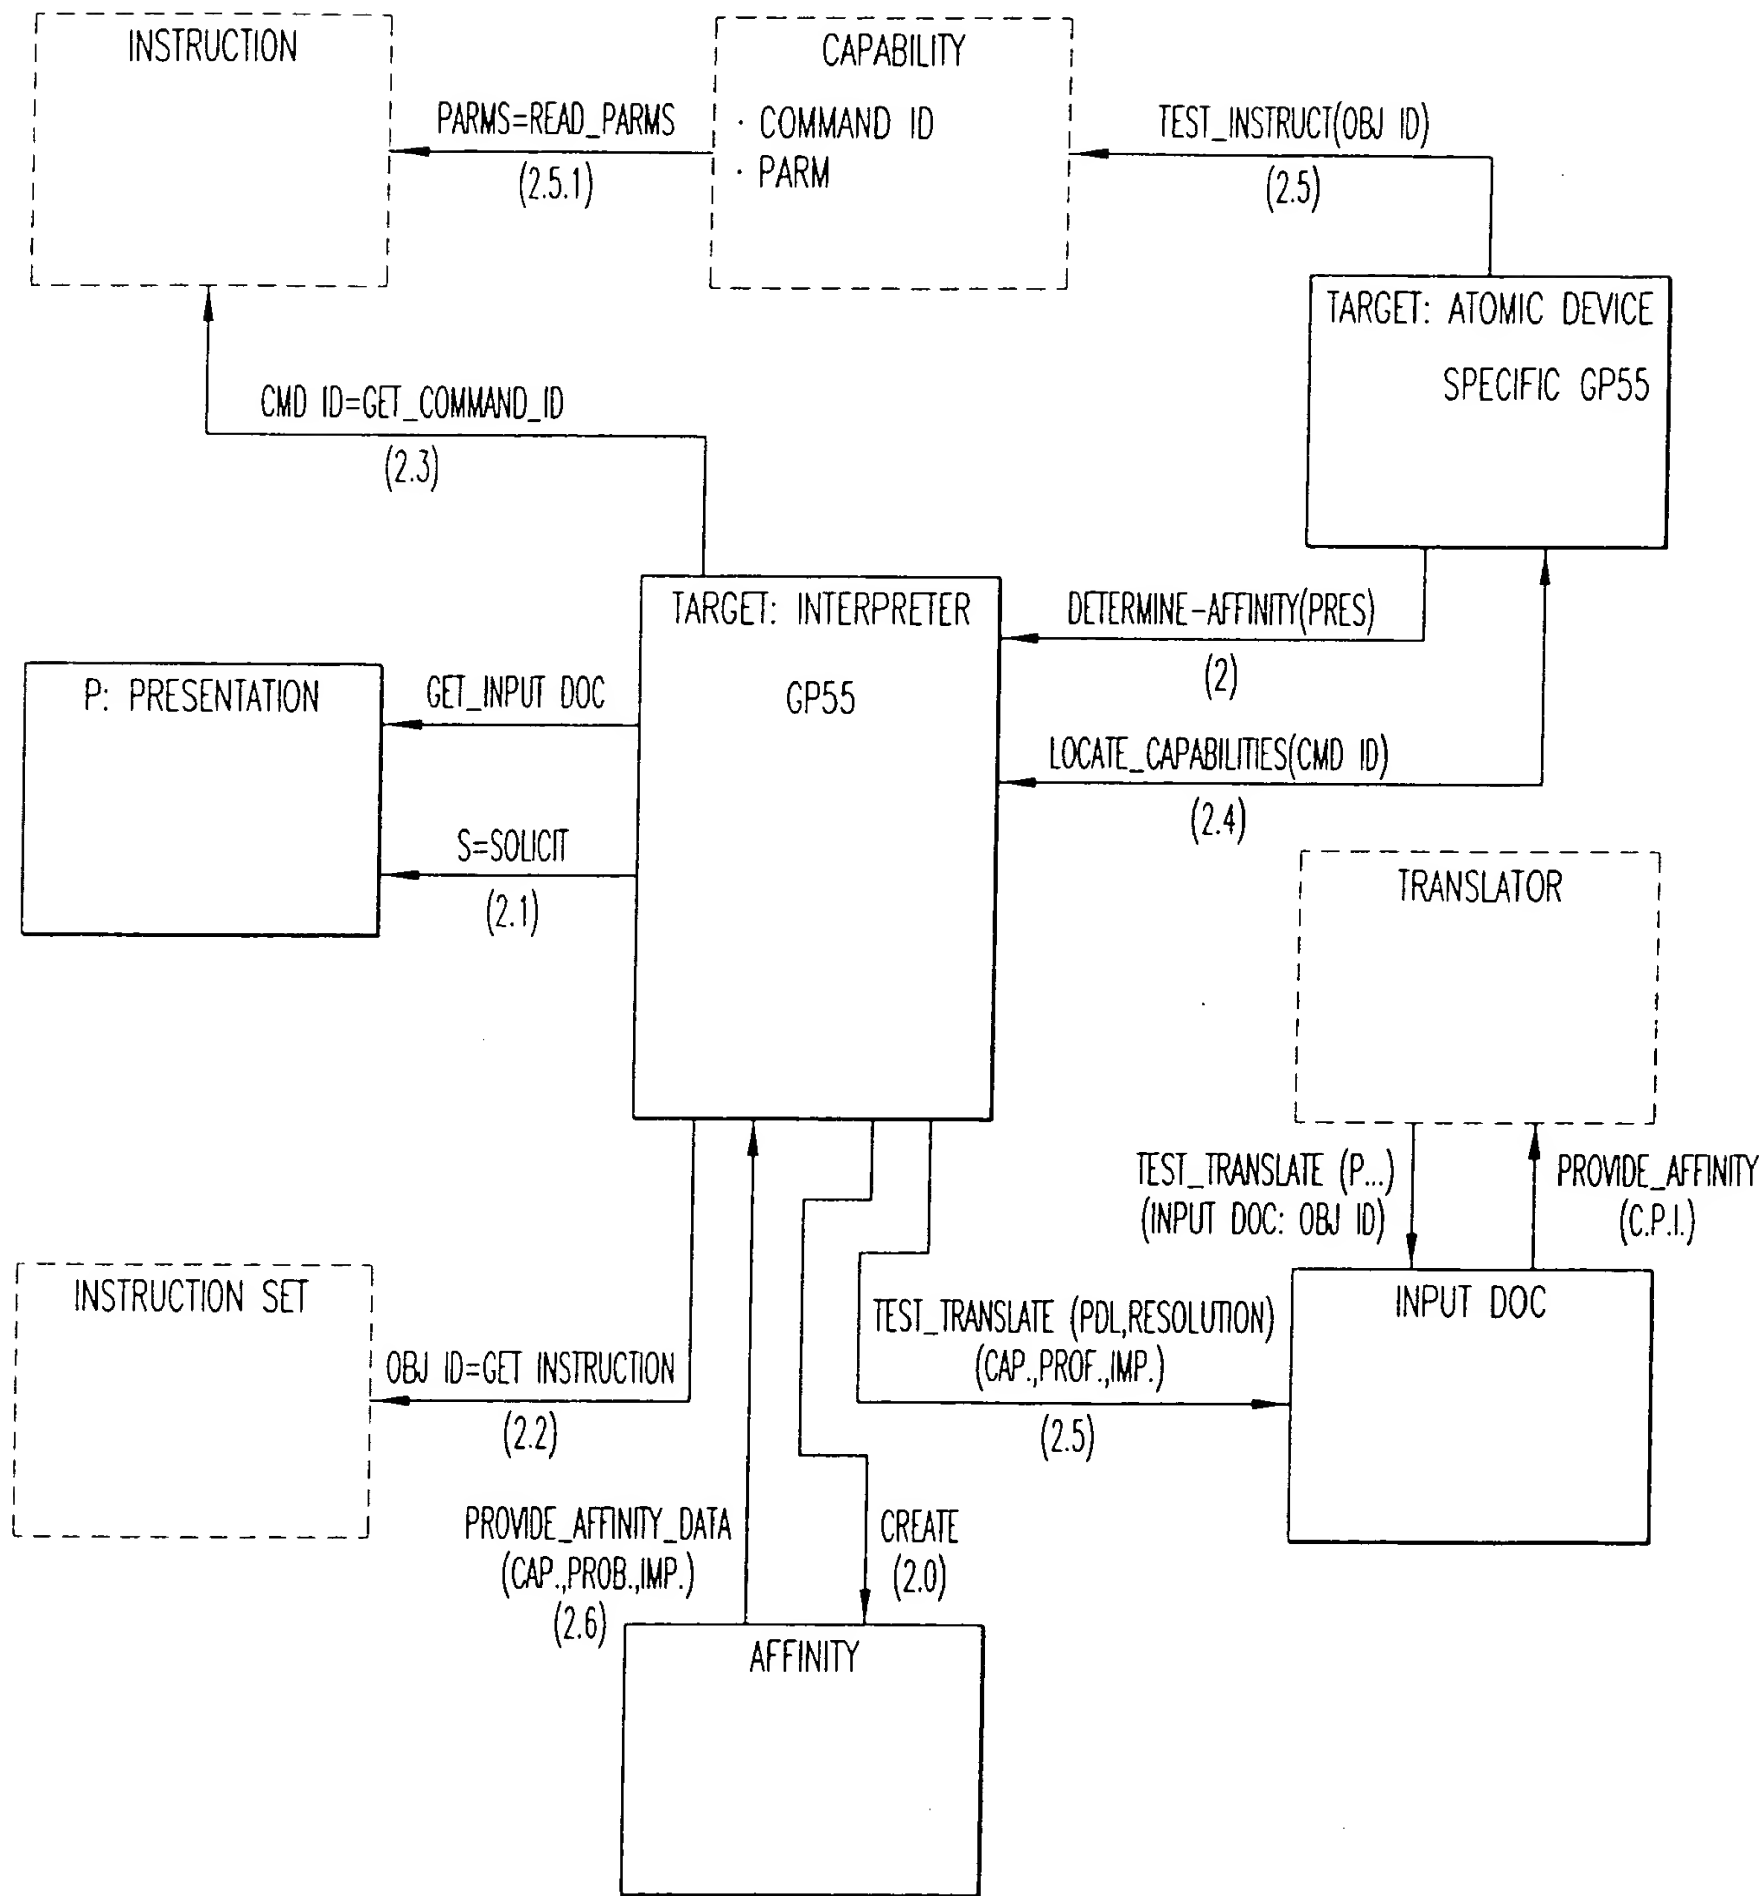 INSTRUCTION
CAPABILITY
· COMMAND ID
· PARM
PARMS=READ_PARMS
(2.5.1)
TEST_INSTRUCT(OBJ ID)
(2.5)
TARGET: ATOMIC DEVICE
SPECIFIC GP55
CMD ID=GET_COMMAND_ID
(2.3)
TARGET: INTERPRETER
GP55
DETERMINE-AFFINITY(PRES)
(2)
P: PRESENTATION
GET_INPUT DOC
LOCATE_CAPABILITIES(CMD ID)
(2.4)
S=SOLICIT
(2.1)
TRANSLATOR
TEST_TRANSLATE (P...)
(INPUT DOC: OBJ ID)
PROVIDE_AFFINITY
(C.P.I.)
INSTRUCTION SET
INPUT DOC
TEST_TRANSLATE (PDL,RESOLUTION)
(CAP.,PROF.,IMP.)
(2.5)
OBJ ID=GET INSTRUCTION
(2.2)
PROVIDE_AFFINITY_DATA
(CAP.,PROB.,IMP.)
(2.6)
CREATE
(2.0)
AFFINITY